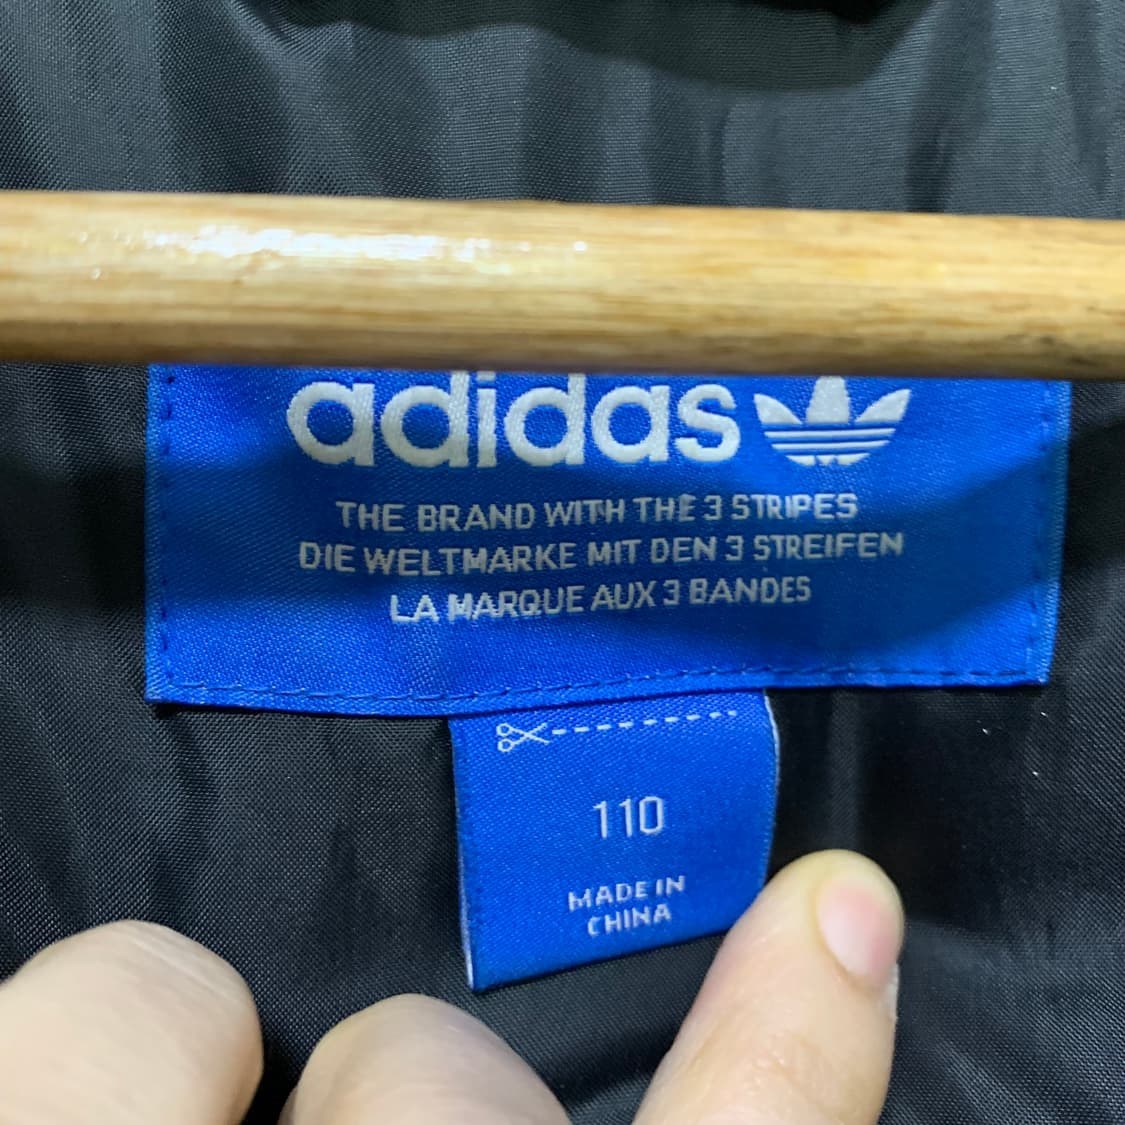 adidas
THE BRAND WITH THE 3 STRIPES
DIE WELTMARKE MIT DEN 3 STREIFEN
LA MARQUE AUX 3 BANDES
110
MADE IN
CHINA